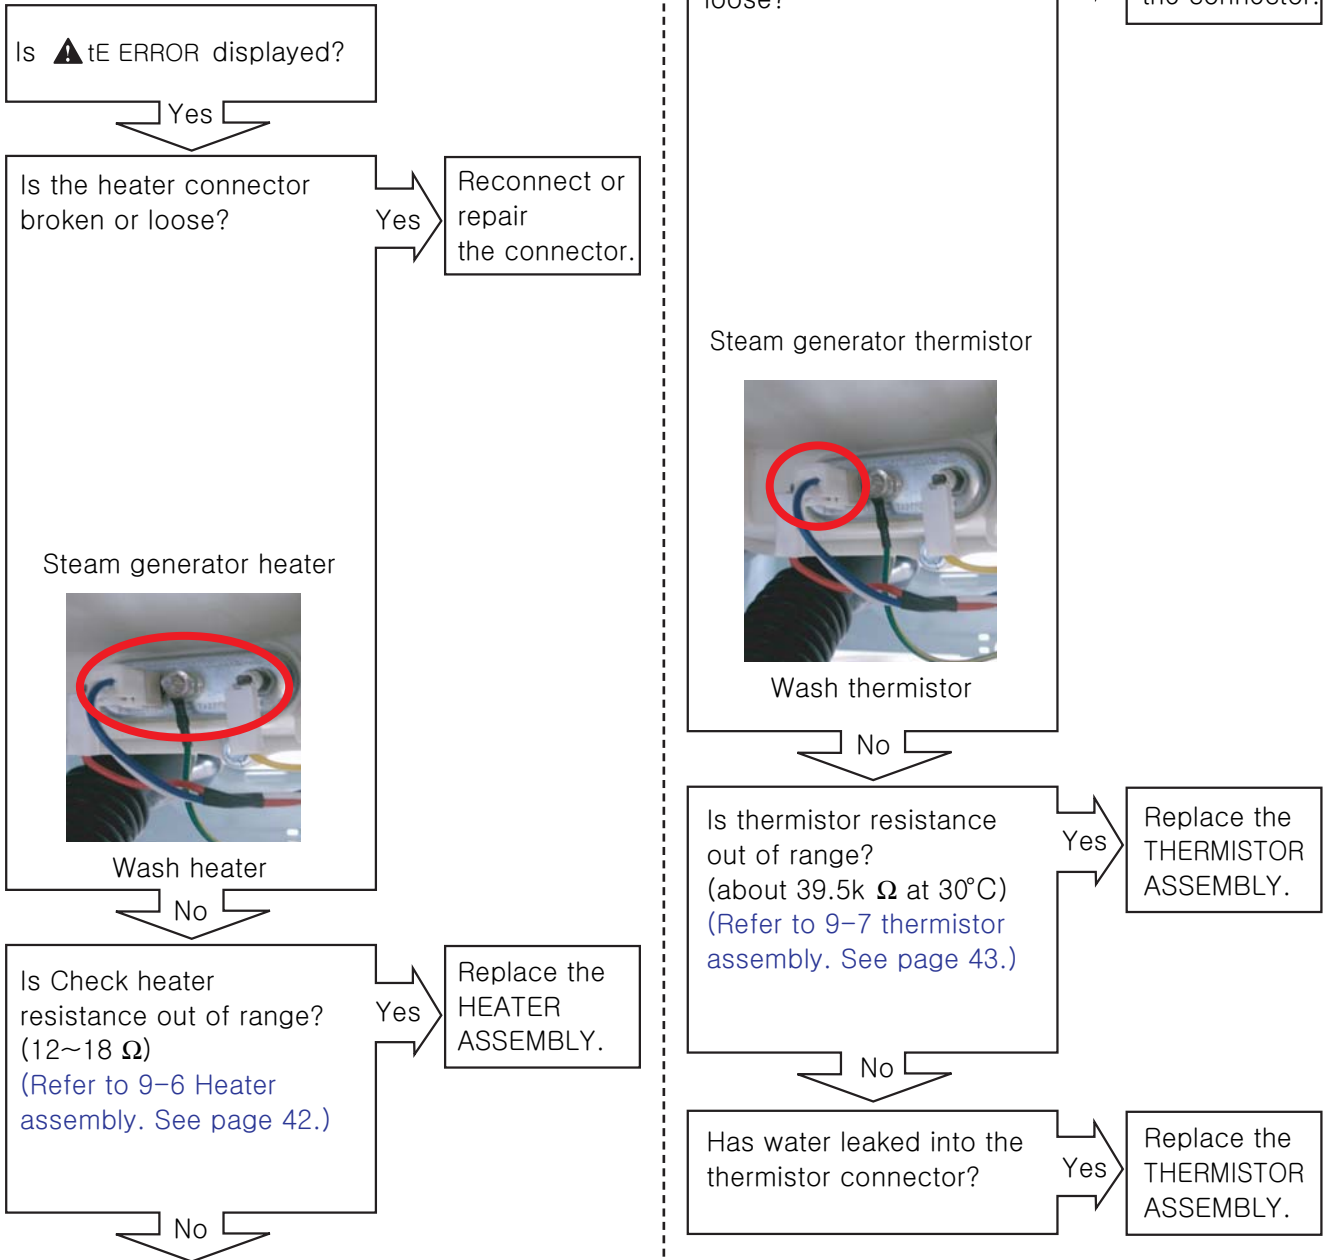 Is tE ERROR displayed?
Yes
Is the heater connector
broken or loose?
Yes
Reconnect or
repair
the connector.
Steam generator heater
Wash heater
No
Is Check heater
resistance out of range?
(12~18 Ω)
(Refer to 9-6 Heater
assembly. See page 42.)
Yes
Replace the
HEATER
ASSEMBLY.
No
loose?
the connector.
Steam generator thermistor
Wash thermistor
No
Is thermistor resistance
out of range?
(about 39.5k Ω at 30°C)
(Refer to 9-7 thermistor
assembly. See page 43.)
Yes
Replace the
THERMISTOR
ASSEMBLY.
No
Has water leaked into the
thermistor connector?
Yes
Replace the
THERMISTOR
ASSEMBLY.